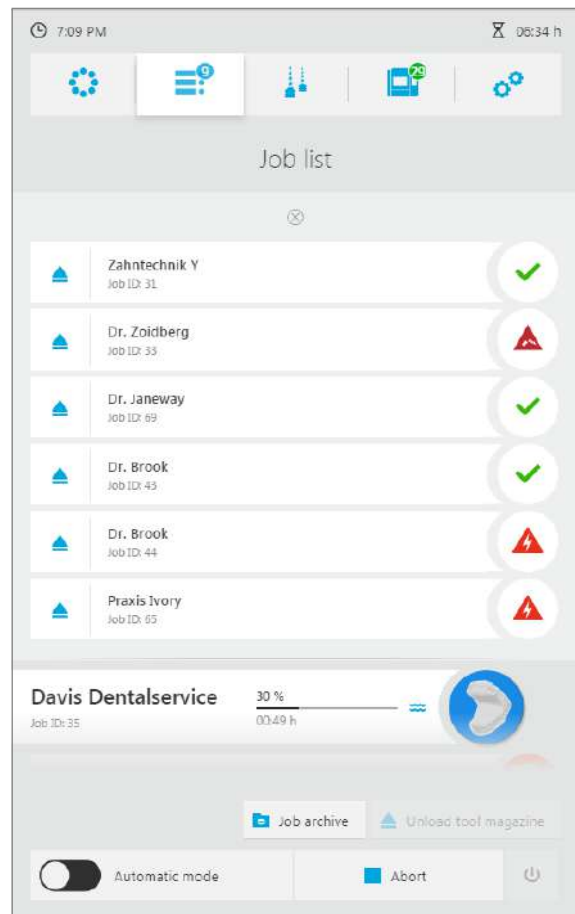 7:09 PM
06:34 h
9
29
Job list
Zahntechnik Y
Job ID: 31
Dr. Zoidberg
Job ID: 33
Dr. Janeway
Job ID: 69
Dr. Brook
Job ID: 43
Dr. Brook
Job ID: 44
Praxis Ivory
Job ID: 65
Davis Dentalservice
Job ID: 35
30 %
00:49 h
Job archive
Unload tool magazine
Automatic mode
Abort